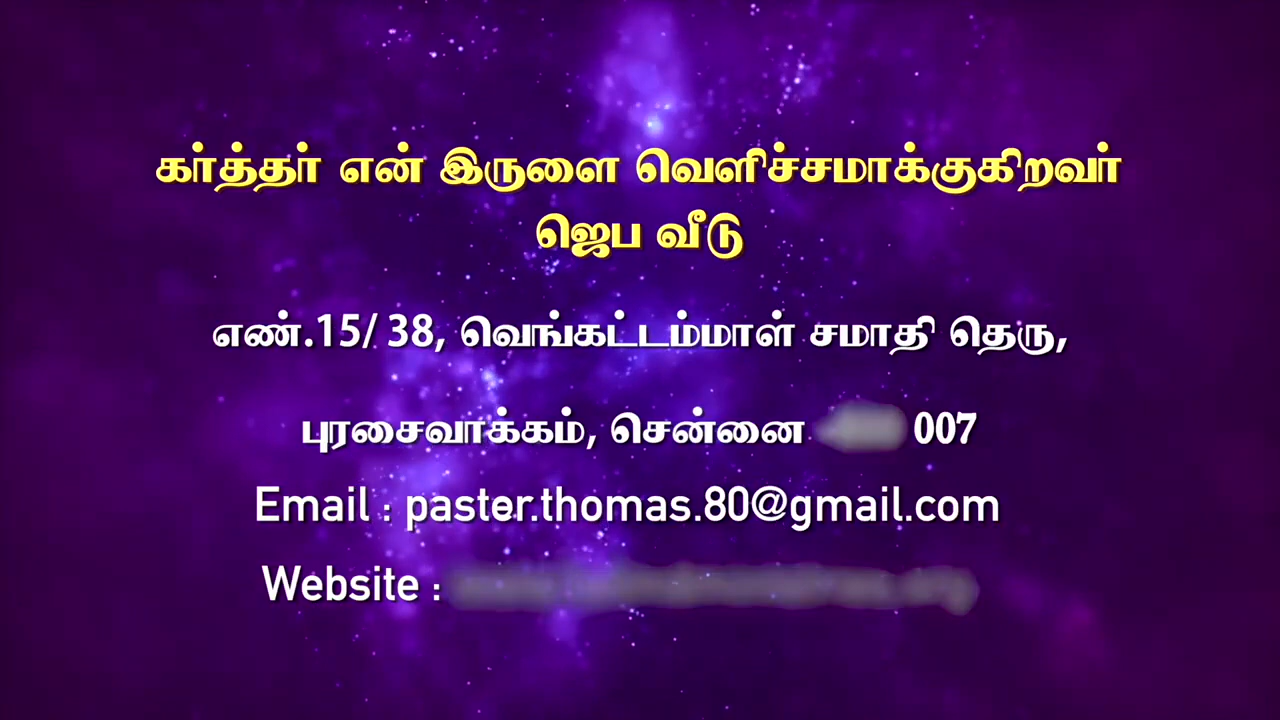 கர்த்தர் என் இருளை வெளிச்சமாக்குகிறவர்
ஜெப வீடு
எண்.15/ 38, வெங்கட்டம்மாள் சமாதி தெரு,
புரசைவாக்கம், சென்னை 007
Email : paster.thomas.80@gmail.com
Website :